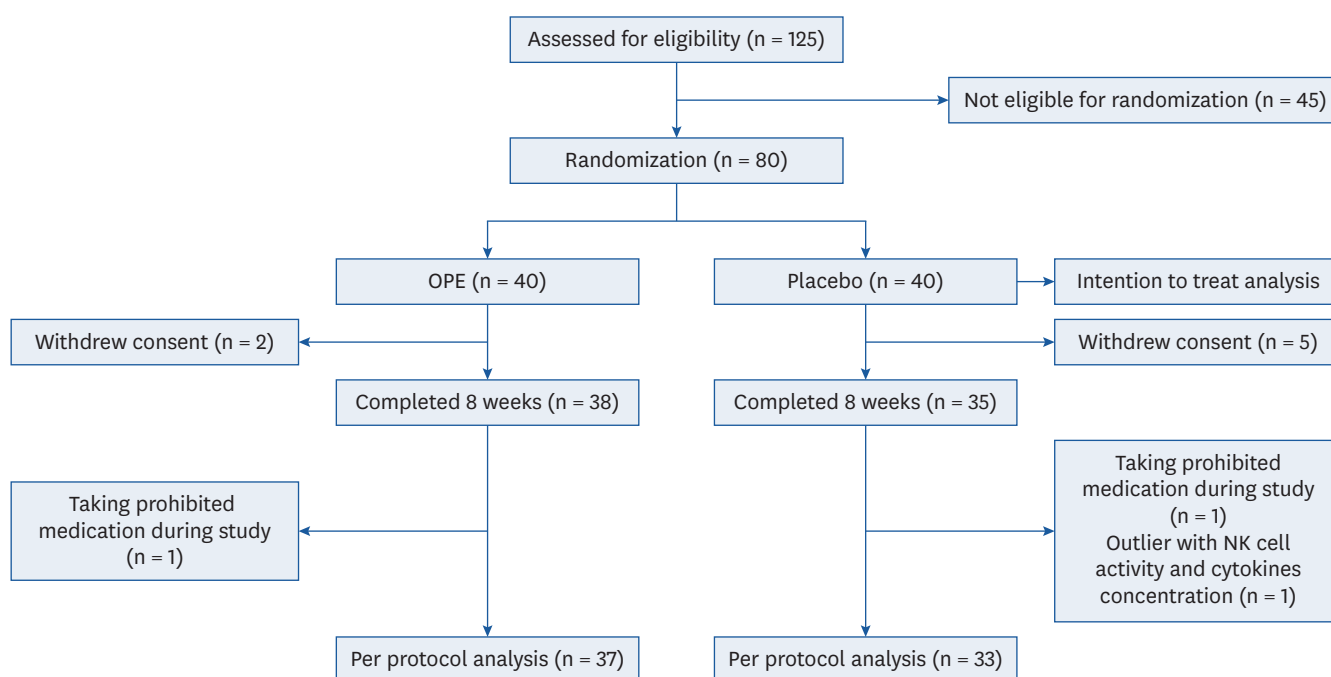 Assessed for eligibility (n = 125)
Not eligible for randomization (n = 45)
Randomization (n = 80)
OPE (n = 40)
Placebo (n = 40)
Intention to treat analysis
Withdrew consent (n = 2)
Withdrew consent (n = 5)
Completed 8 weeks (n = 38)
Completed 8 weeks (n = 35)
Taking prohibited
medication during study
(n = 1)
Taking prohibited
medication during study
(n = 1)
Outlier with NK cell
activity and cytokines
concentration (n = 1)
Per protocol analysis (n = 37)
Per protocol analysis (n = 33)